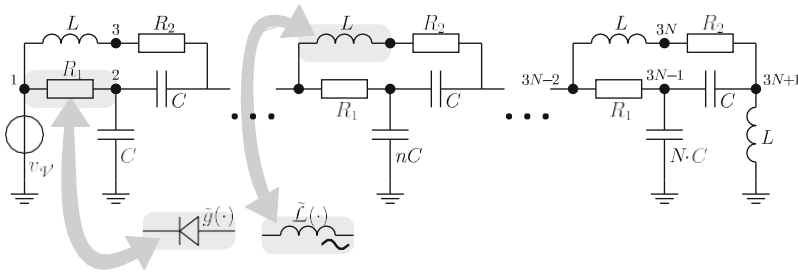 L 3 R₂ L R₂ L 3N R₂
1 R₁ 2 3N−2 3N−1 3N+1
C R₁ C R₁ C
v𝒱 C nC N·C L
g̃(·) L̃(·)